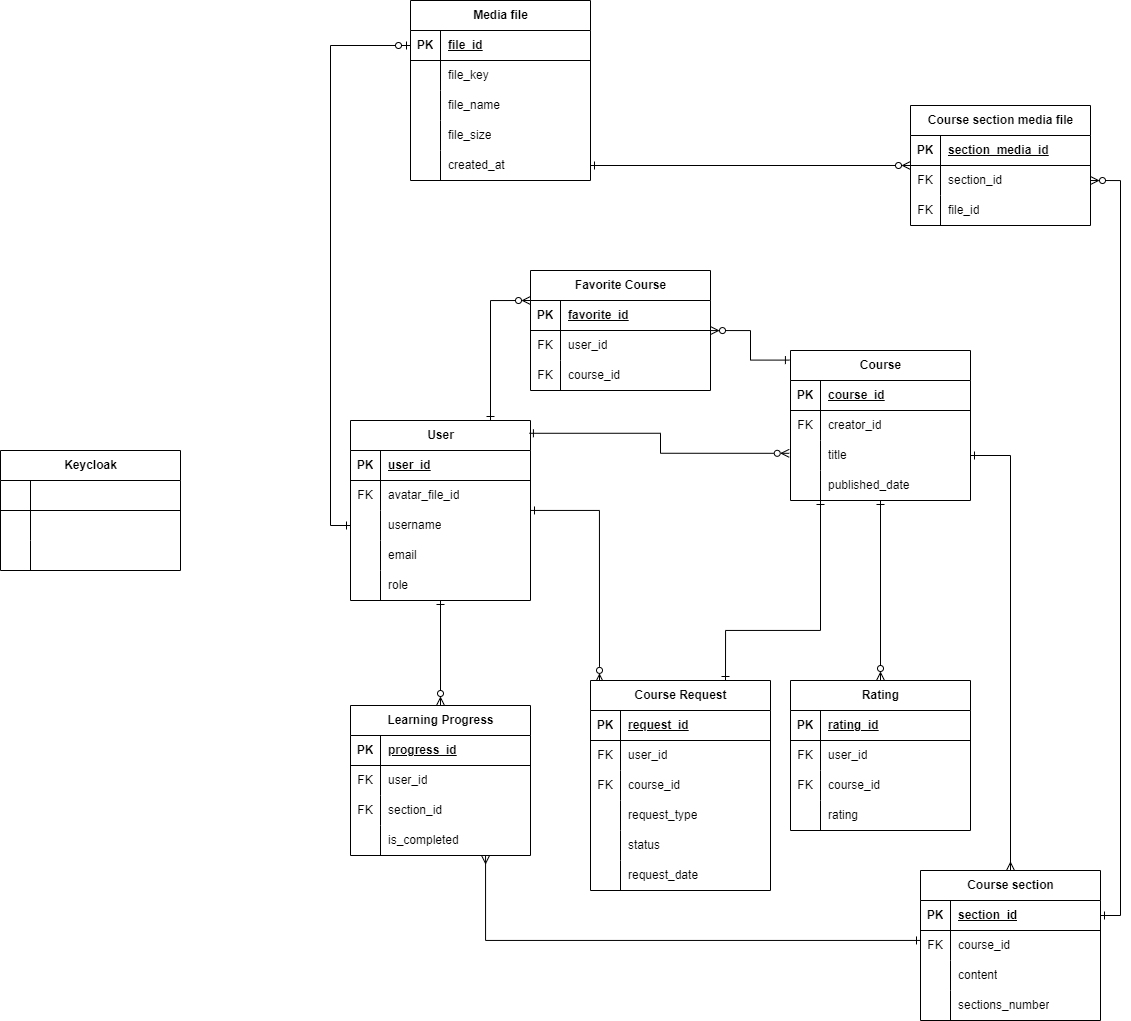 Media file
PK file_id
file_key
file_name
file_size
created_at
Course section media file
PK section_media_id
FK section_id
FK file_id
Favorite Course
PK favorite_id
FK user_id
FK course_id
Course
PK course_id
FK creator_id
title
published_date
User
PK user_id
FK avatar_file_id
username
email
role
Keycloak
Learning Progress
PK progress_id
FK user_id
FK section_id
is_completed
Course Request
PK request_id
FK user_id
FK course_id
request_type
status
request_date
Rating
PK rating_id
FK user_id
FK course_id
rating
Course section
PK section_id
FK course_id
content
sections_number